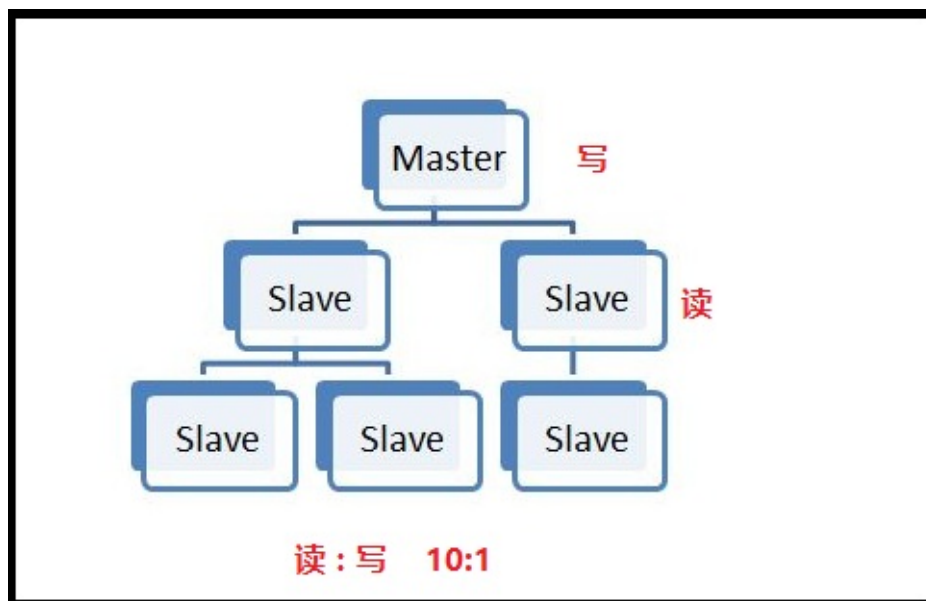 Master
写
Slave
Slave
读
Slave
Slave
Slave
读 : 写 10:1